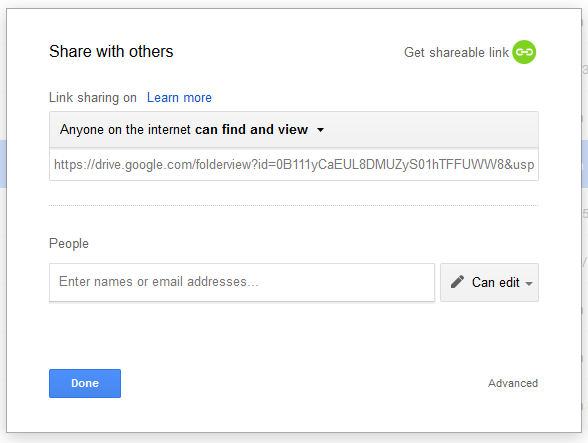 Share with others
Get shareable link
Link sharing on Learn more
Anyone on the internet can find and view
https://drive.google.com/folderview?id=0B111yCaEUL8DMUZyS01hTFFUWW8&usp
People
Enter names or email addresses...
Can edit
Done
Advanced